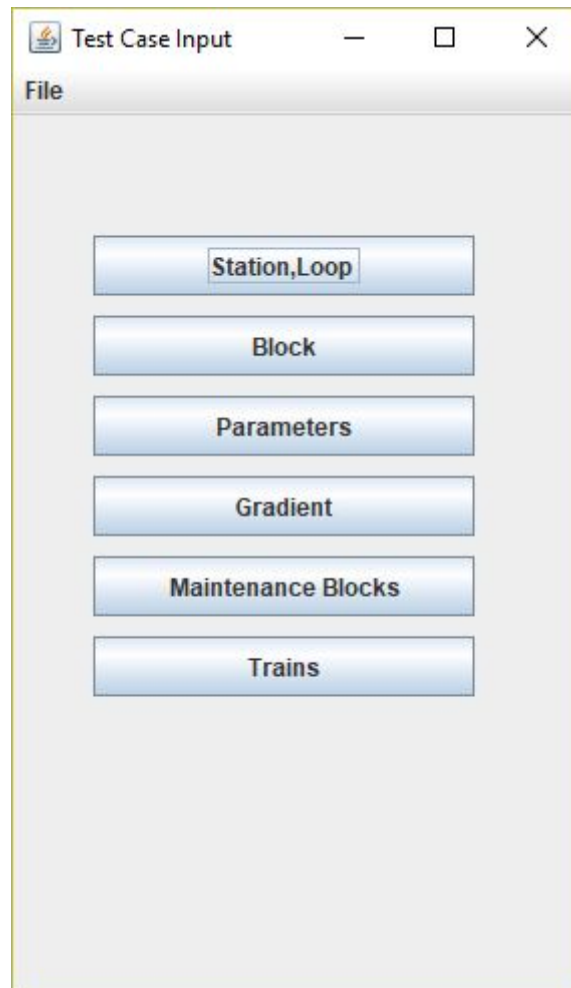 Test Case Input
File
Station,Loop
Block
Parameters
Gradient
Maintenance Blocks
Trains